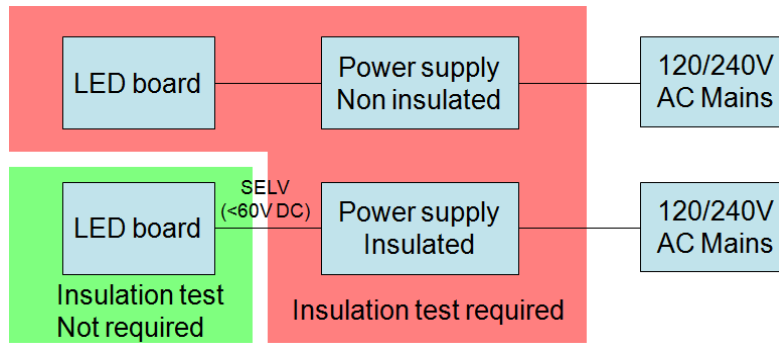 LED board
Power supply
Non insulated
120/240V
AC Mains
LED board
SELV
(<60V DC)
Power supply
Insulated
120/240V
AC Mains
Insulation test
Not required
Insulation test required